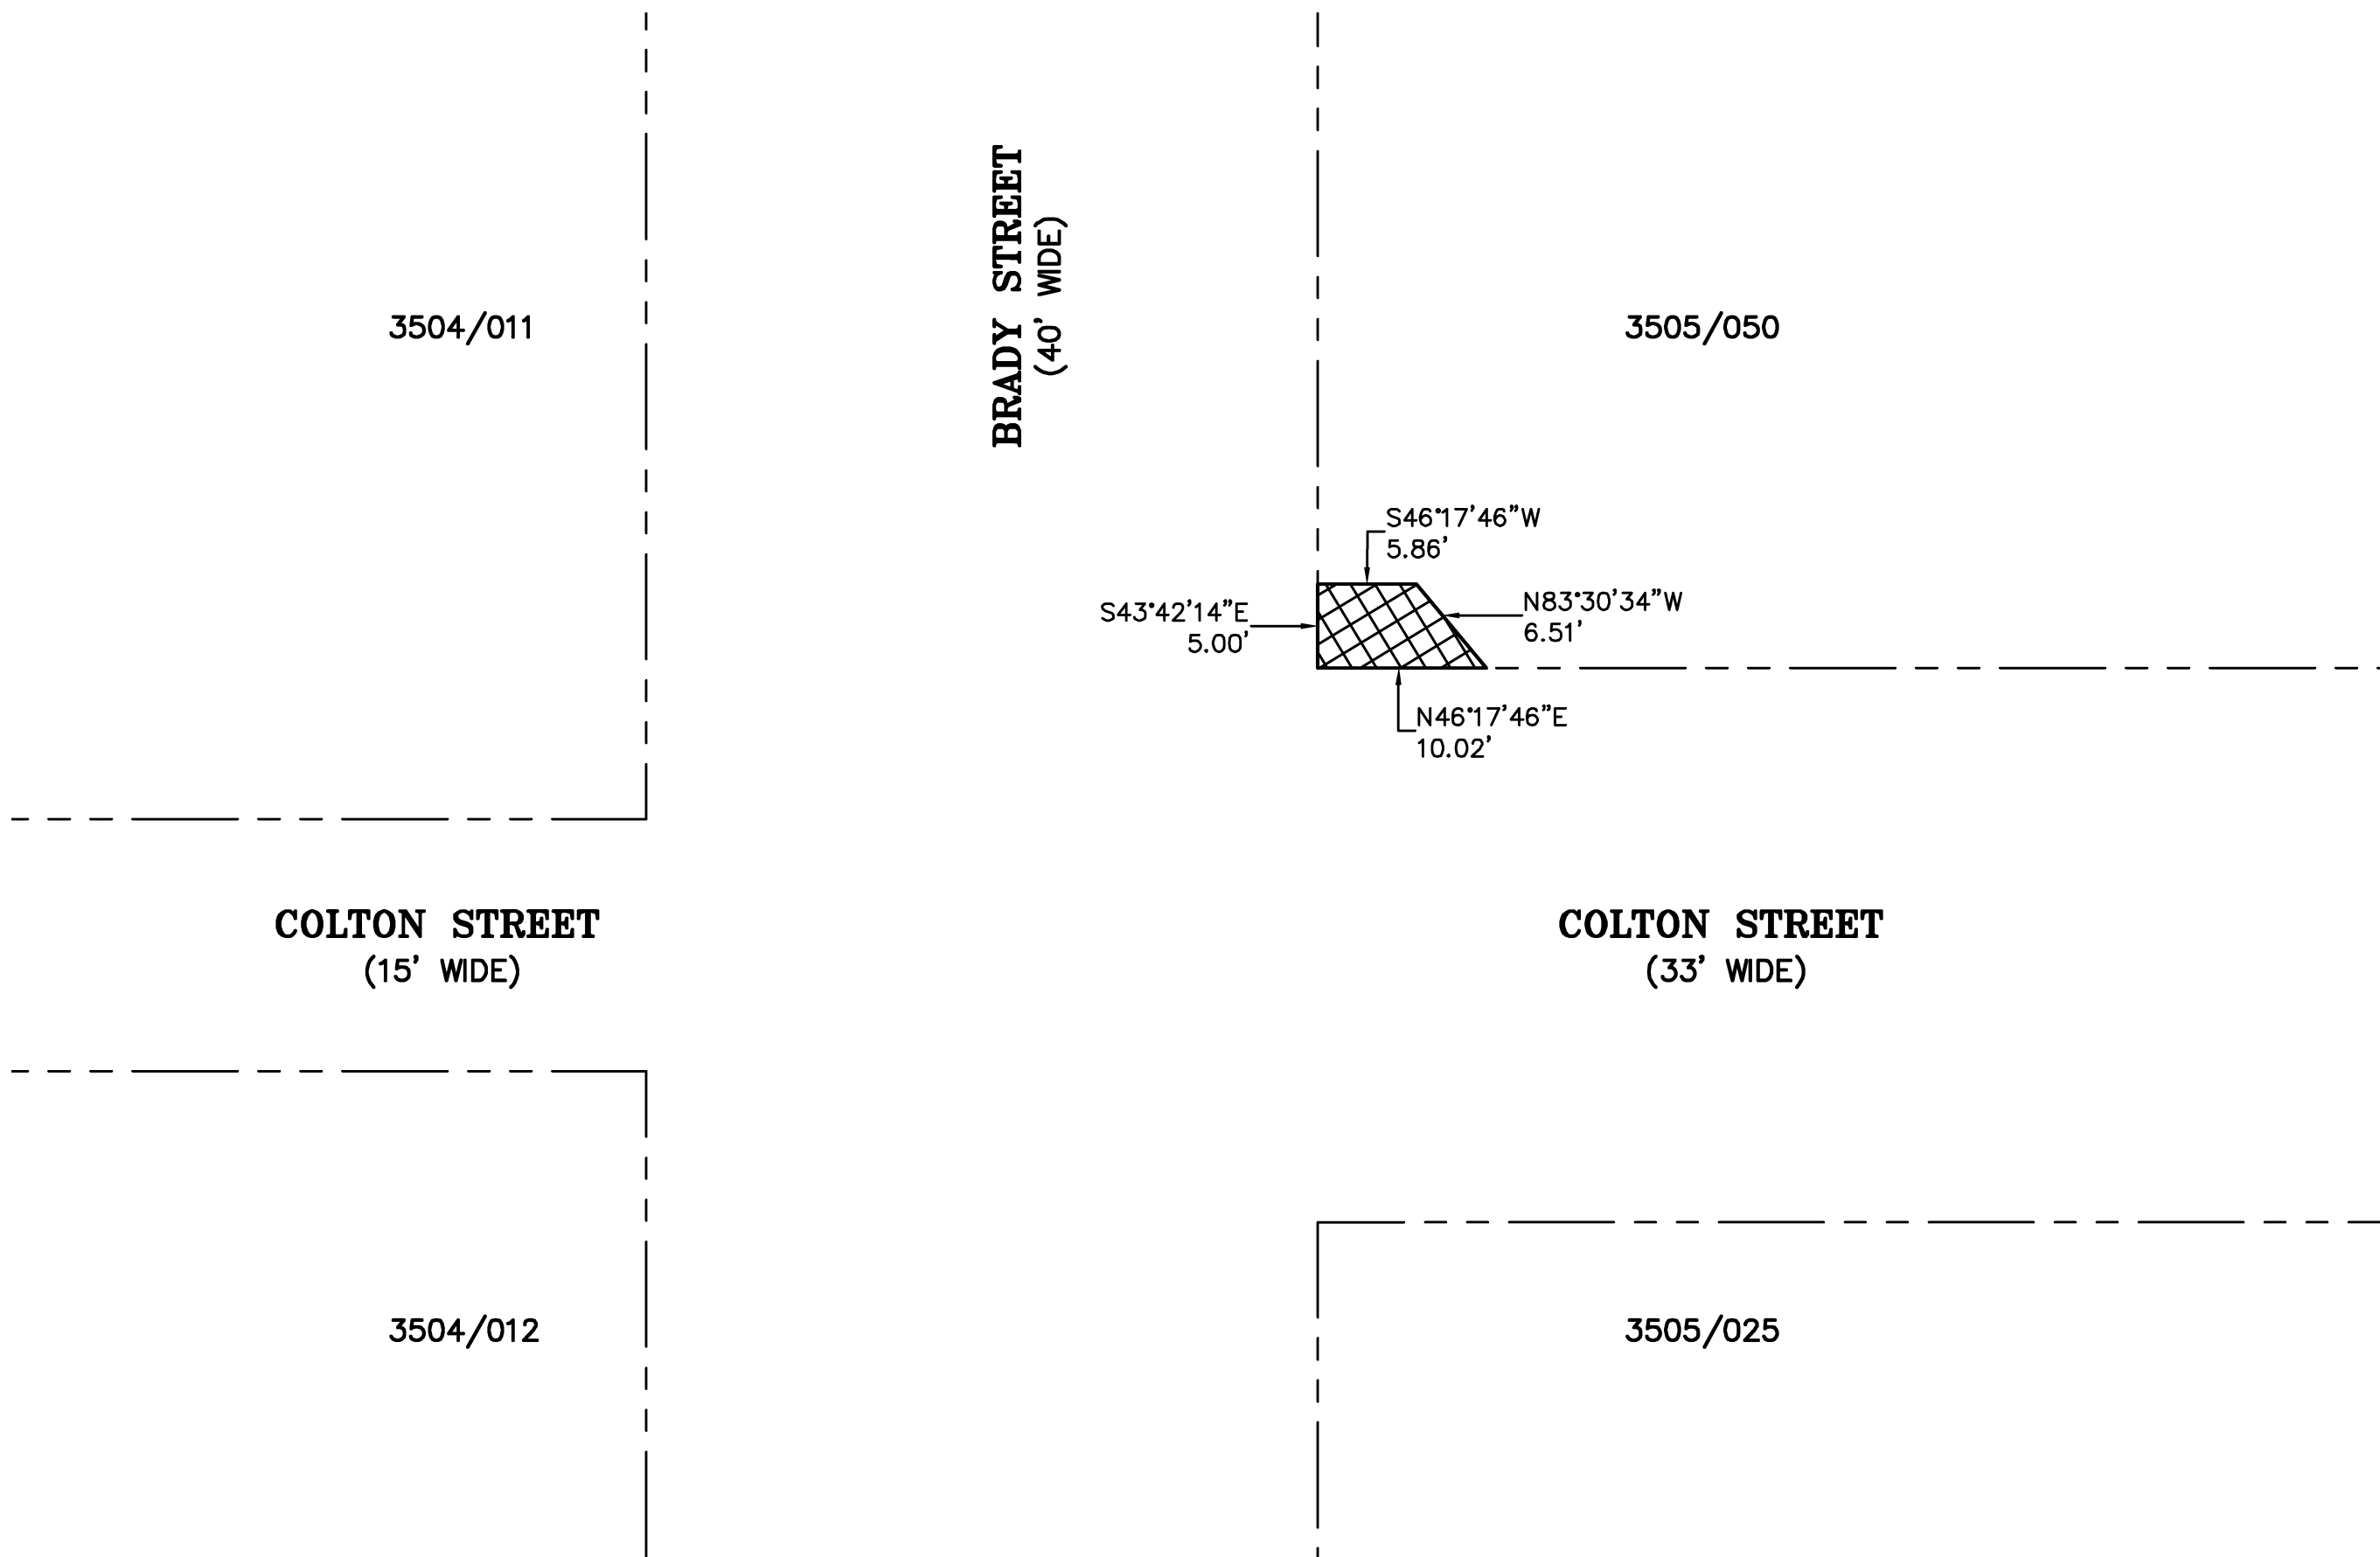 BRADY STREET
(40' WIDE)
3504/011
3505/050
S46°17'46"W
5.86'
S43°42'14"E
5.00'
N83°30'34"W
6.51'
N46°17'46"E
10.02'
COLTON STREET
(15' WIDE)
COLTON STREET
(33' WIDE)
3504/012
3505/025